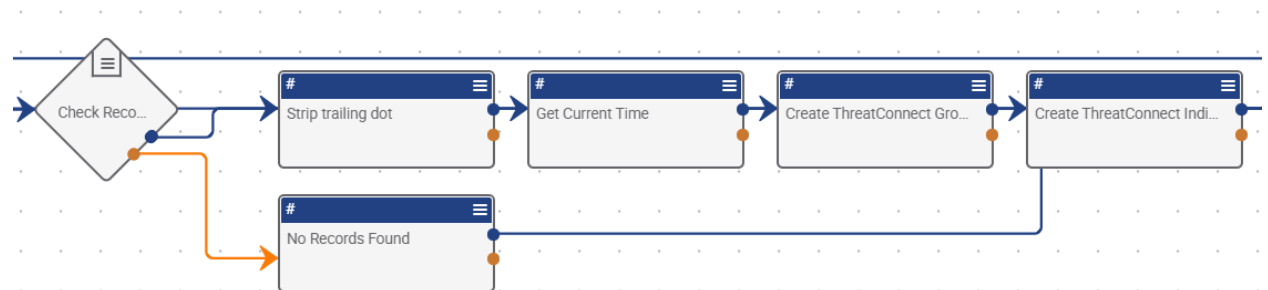 Check Reco...
#
Strip trailing dot
#
Get Current Time
#
Create ThreatConnect Gro...
#
Create ThreatConnect Indi...
#
No Records Found